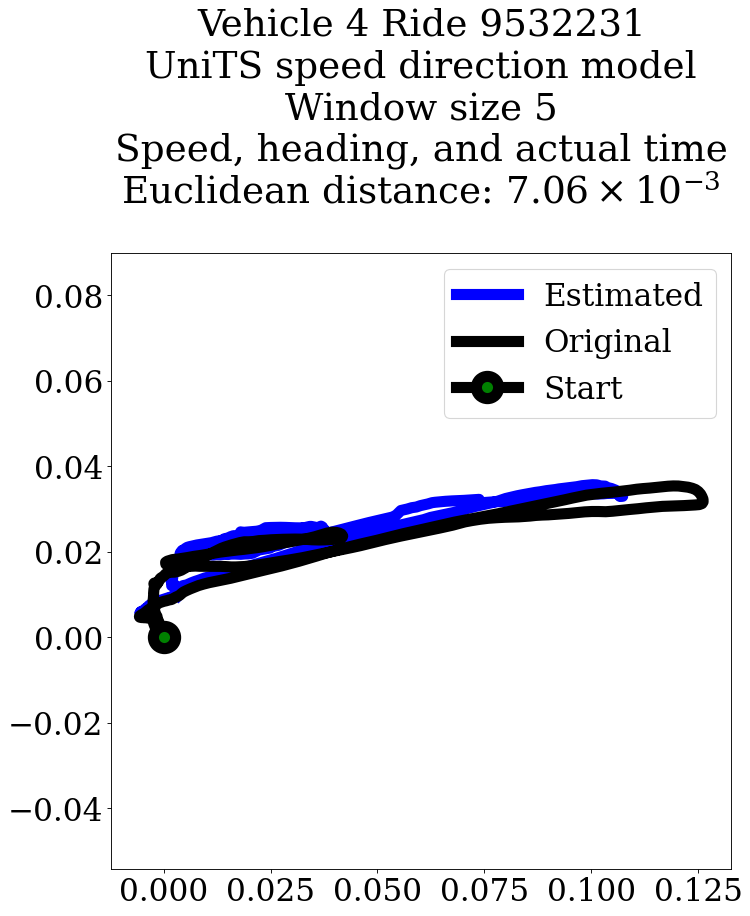 Vehicle 4 Ride 9532231
UniTS speed direction model
Window size 5
Speed, heading, and actual time
Euclidean distance: 7.06 × 10⁻³
Estimated
Original
Start
0.08
0.06
0.04
0.02
0.00
−0.02
−0.04
0.000 0.025 0.050 0.075 0.100 0.125